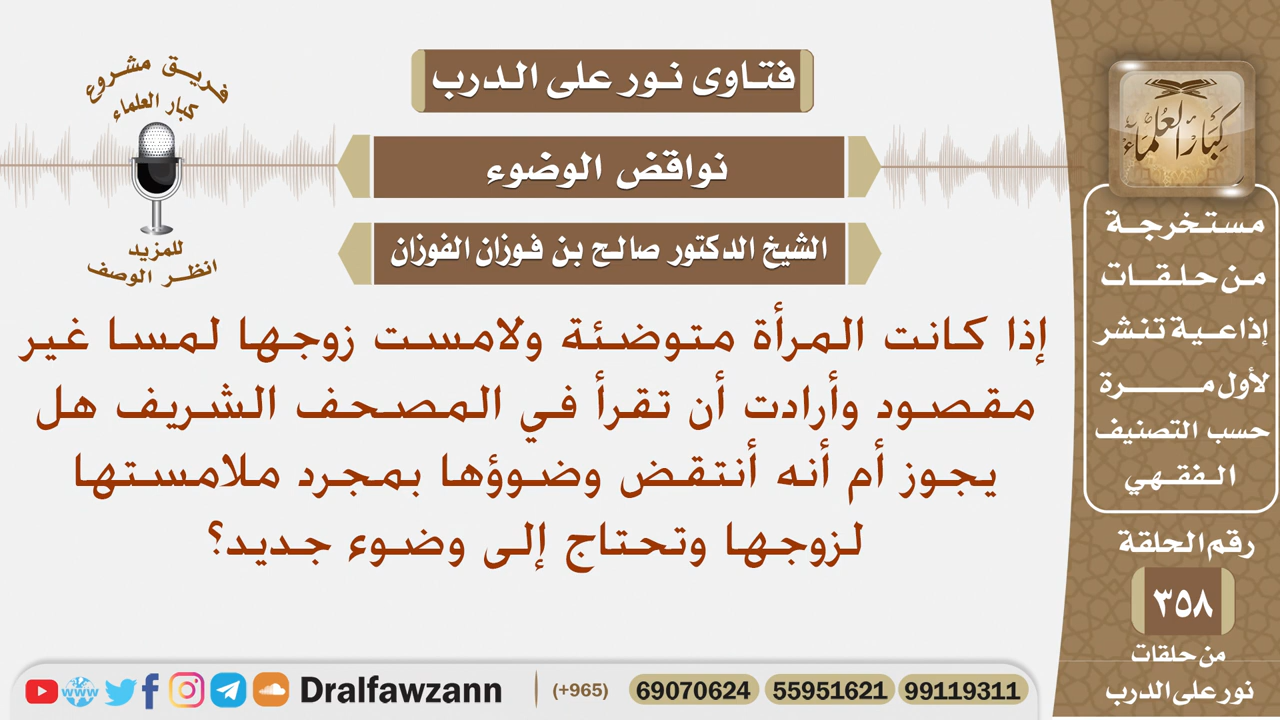 فتاوى نور على الدرب
نواقض الوضوء
الشيخ الدكتور صالح بن فوزان الفوزان
إذا كانت المرأة متوضئة ولامست زوجها لمسا غير
مقصود وأرادت أن تقرأ في المصحف الشريف هل
يجوز أم أنه أنتقض وضوؤها بمجرد ملامستها
لزوجها وتحتاج إلى وضوء جديد؟
فريق مشروع
كبار العلماء
للمزيد
انظر الوصف
كبار العلماء
مستخرجة
من حلقات
إذاعية تنشر
لأول مرة
حسب التصنيف
الفقهي
رقم الحلقة
٣٥٨
من حلقات
نور على الدرب
www
Dralfawzann
(+965)
69070624
55951621
99119311